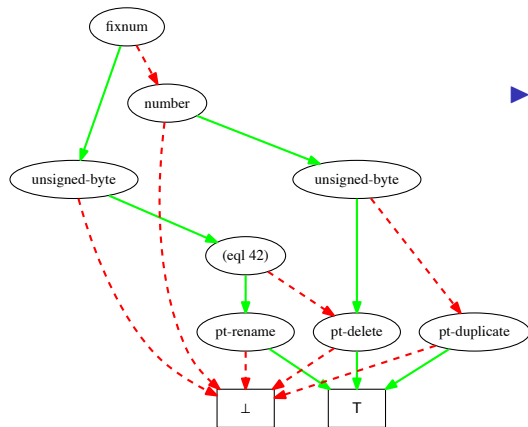 fixnum
number
unsigned-byte unsigned-byte
(eql 42)
pt-rename pt-delete pt-duplicate
⊥ ⊤